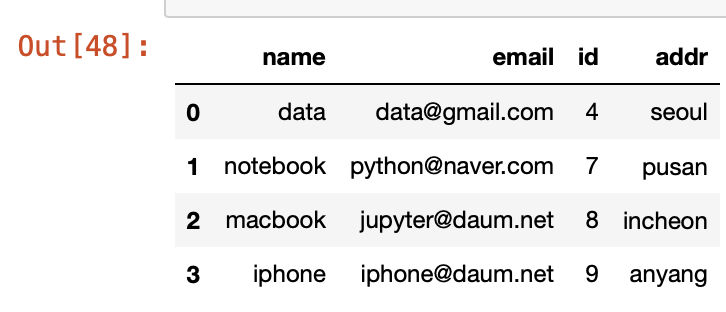 Out[48]:
name email id addr
0 data data@gmail.com 4 seoul
1 notebook python@naver.com 7 pusan
2 macbook jupyter@daum.net 8 incheon
3 iphone iphone@daum.net 9 anyang